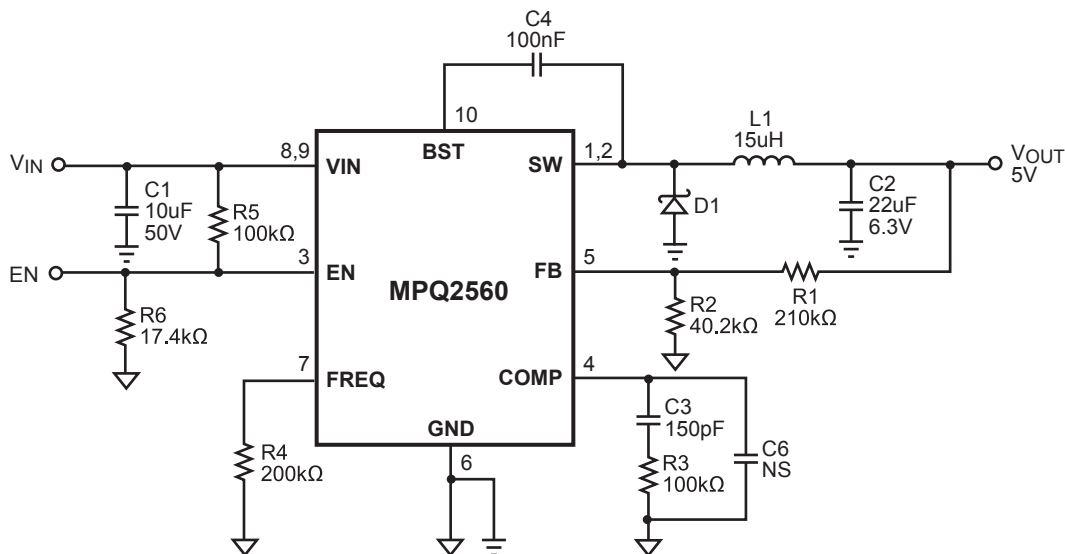 C4
100nF
10
L1
15uH
8,9
BST
1,2
VIN
VIN
SW
VOUT
5V
C1
10uF
50V
R5
100kΩ
D1
C2
22uF
6.3V
EN
3
EN
5
FB
MPQ2560
R1
210kΩ
R6
17.4kΩ
R2
40.2kΩ
7
FREQ
4
COMP
GND
C3
150pF
R4
200kΩ
6
R3
100kΩ
C6
NS